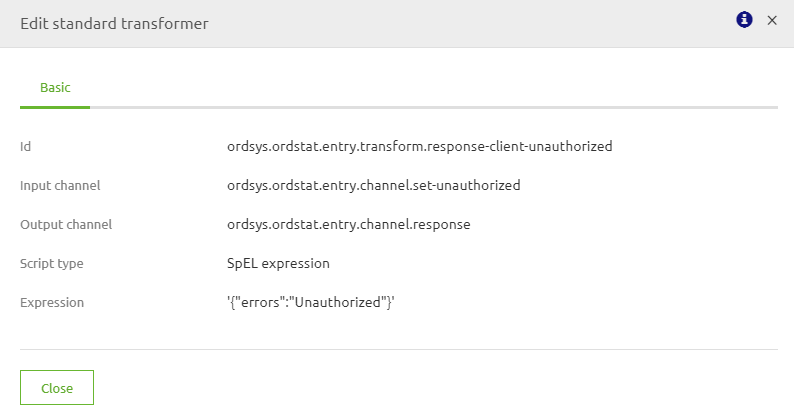 Edit standard transformer
Basic
Id ordsys.ordstat.entry.transform.response-client-unauthorized
Input channel ordsys.ordstat.entry.channel.set-unauthorized
Output channel ordsys.ordstat.entry.channel.response
Script type SpEL expression
Expression '{"errors":"Unauthorized"}'
Close